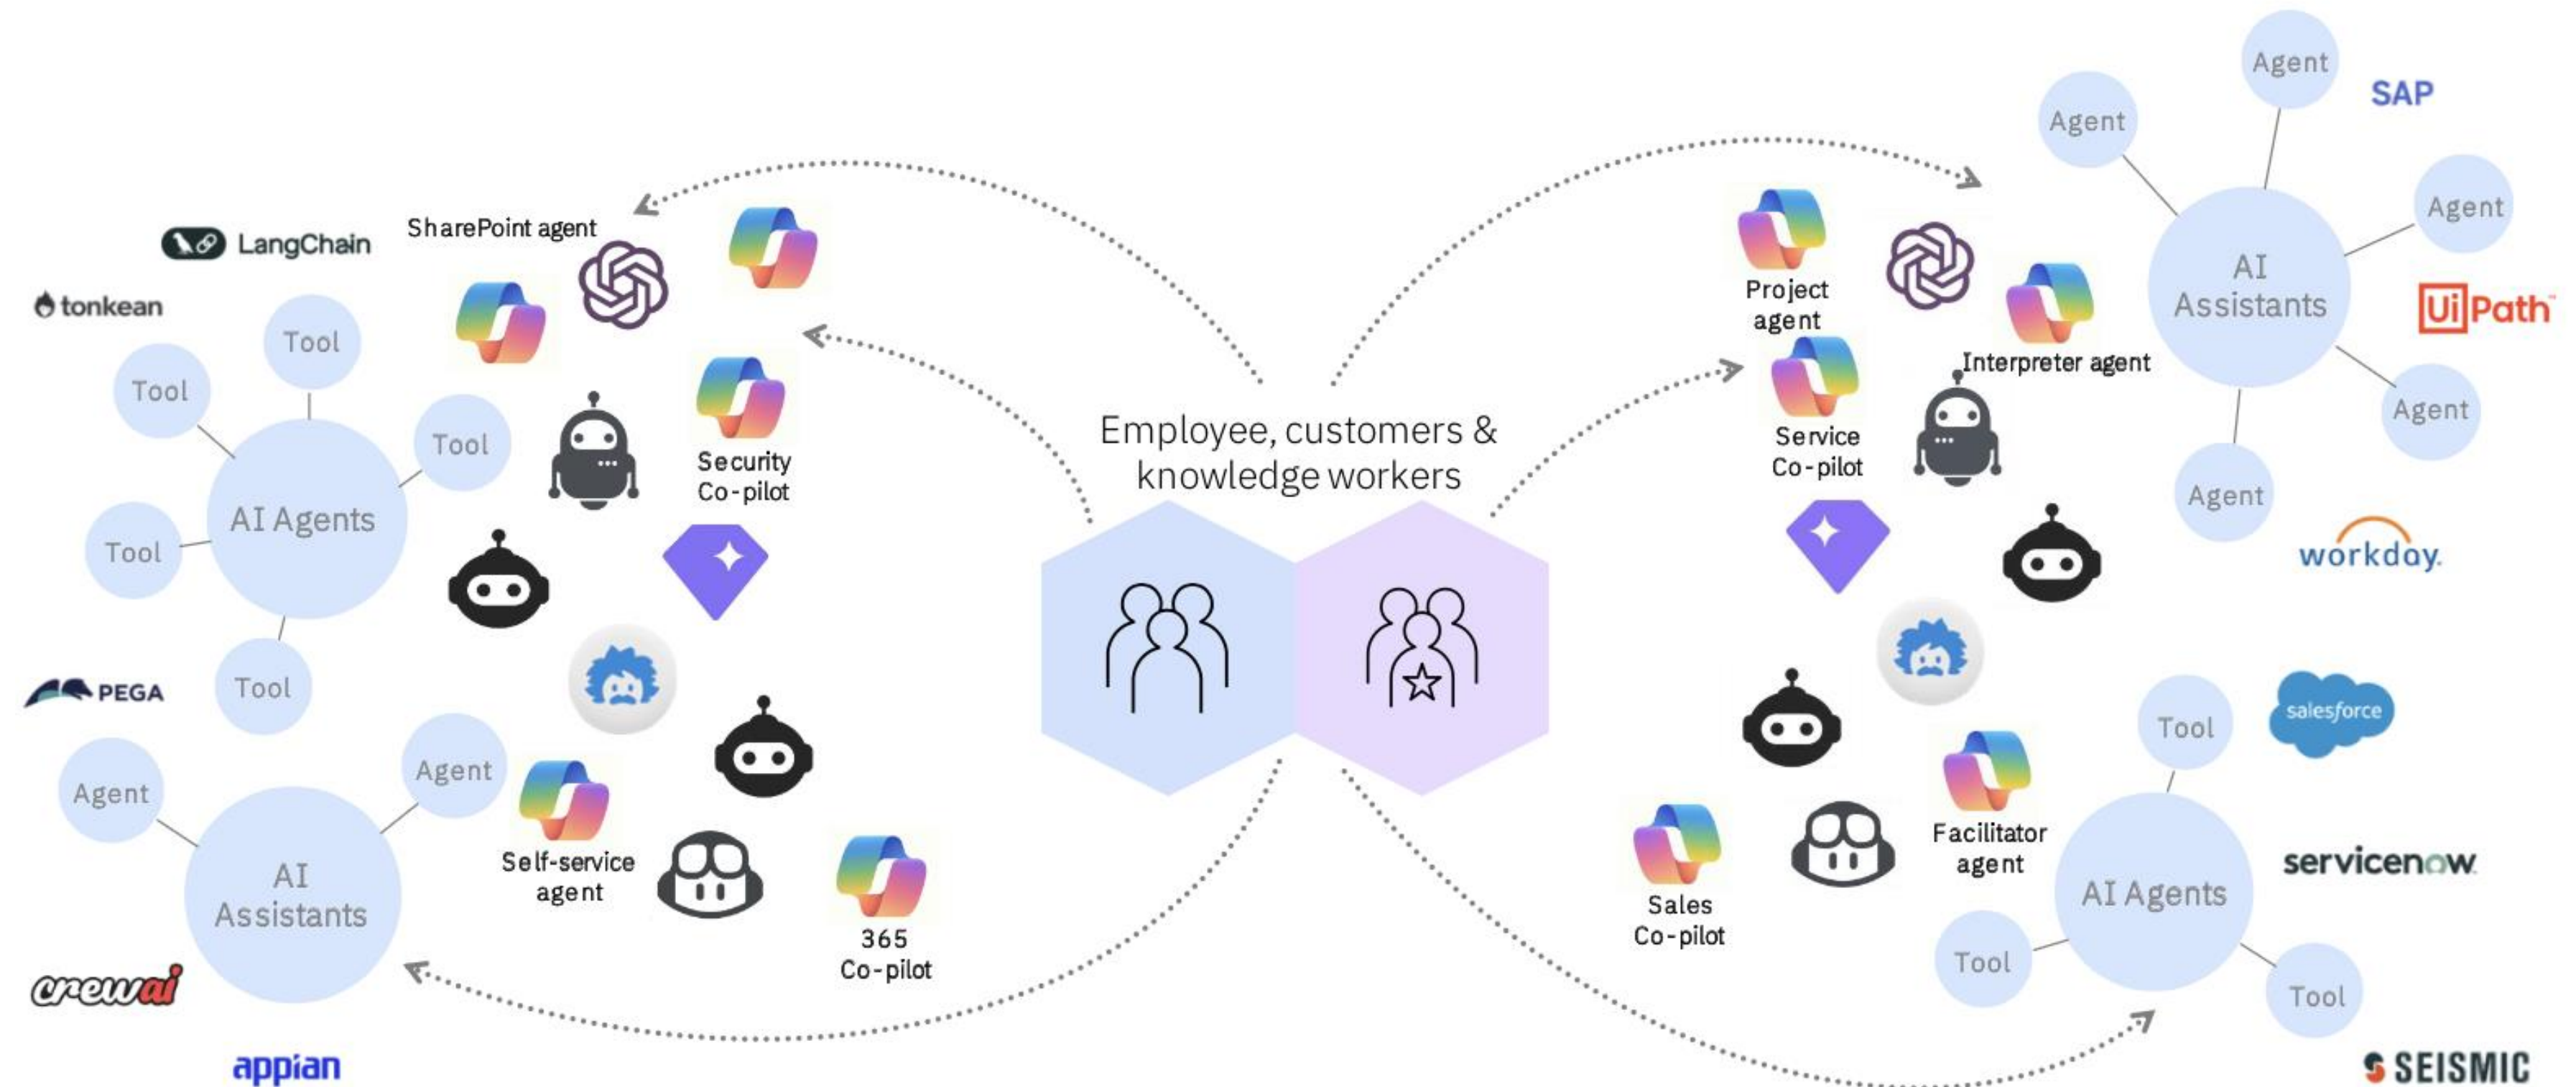 LangChain
tonkean
SharePoint agent
Tool
Tool
Tool
Tool
Tool
AI Agents
Security
Co-pilot
PEGA
Agent
Agent
AI
Assistants
Self-service
agent
365
Co-pilot
crewai
appian
Employee, customers &
knowledge workers
Project
agent
Interpreter agent
Service
Co-pilot
Agent
Agent
SAP
Agent
AI
Assistants
UiPath™
Agent
Agent
workday.
salesforce
Tool
Facilitator
agent
Sales
Co-pilot
servicenow
AI Agents
Tool
Tool
SEISMIC